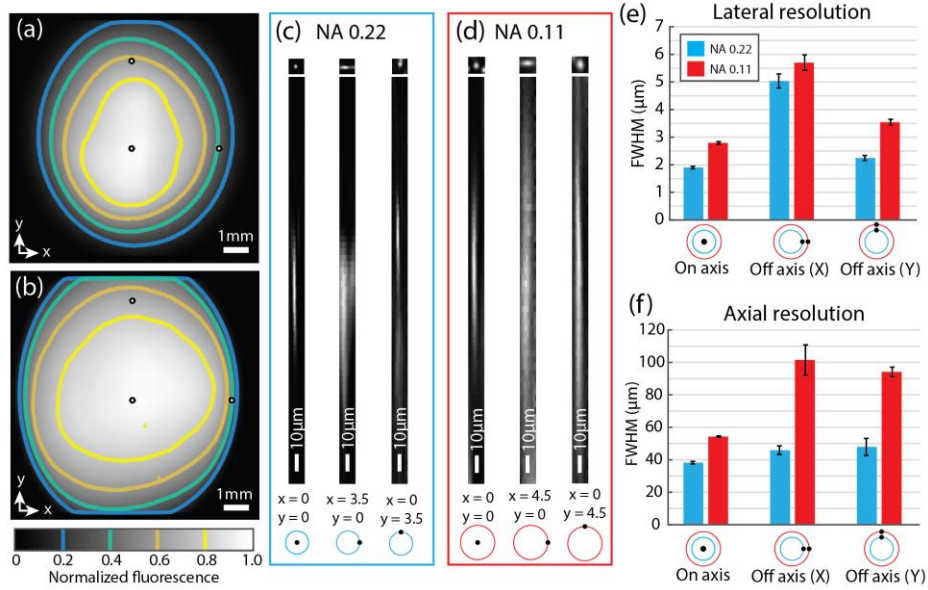 (a)
y
x
1mm
(b)
y
x
1mm
0 0.2 0.4 0.6 0.8 1.0
Normalized fluorescence
(c) NA 0.22
10μm 10μm 10μm
x = 0 x = 3.5 x = 0
y = 0 y = 0 y = 3.5
(d) NA 0.11
10μm 10μm 10μm
x = 0 x = 4.5 x = 0
y = 0 y = 0 y = 4.5
(e) Lateral resolution
FWHM (μm)
7
6
5
4
3
2
1
0
NA 0.22
NA 0.11
On axis Off axis (X) Off axis (Y)
(f) Axial resolution
FWHM (μm)
120
100
80
60
40
20
0
On axis Off axis (X) Off axis (Y)